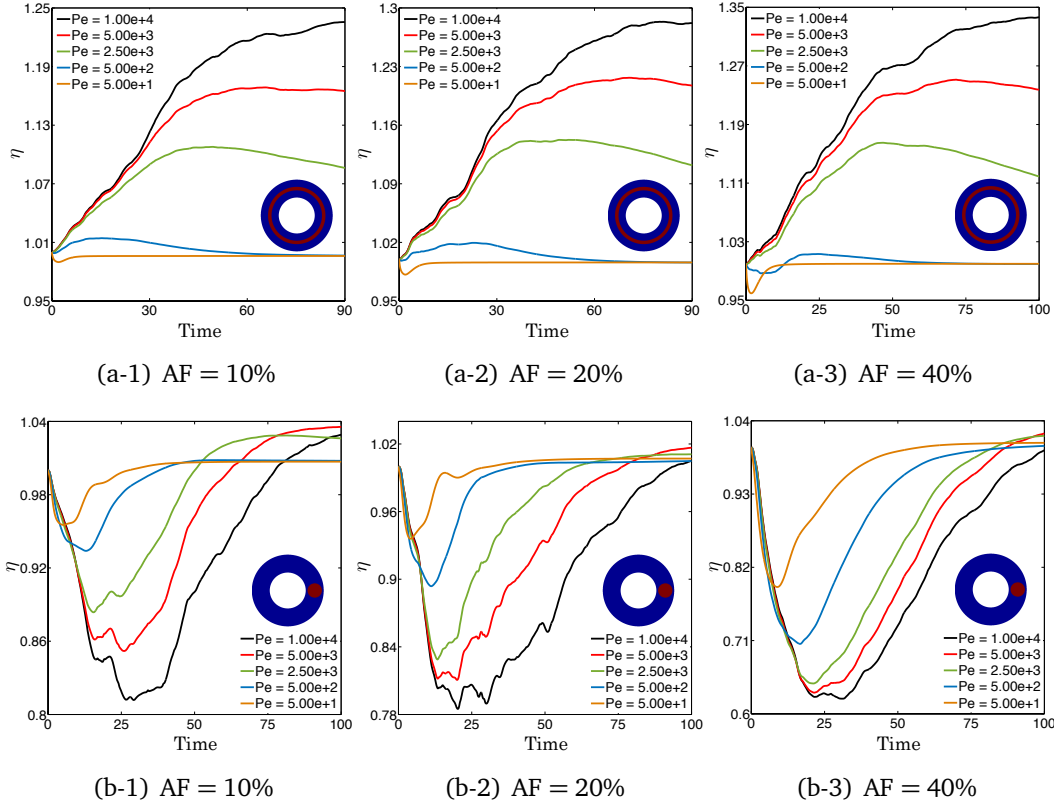 1.25
1.19
1.13
1.07
1.01
0.95
η
Pe = 1.00e+4
Pe = 5.00e+3
Pe = 2.50e+3
Pe = 5.00e+2
Pe = 5.00e+1
0 30 60 90
Time
(a-1) AF = 10%
1.3
1.23
1.16
1.09
1.02
0.95
η
Pe = 1.00e+4
Pe = 5.00e+3
Pe = 2.50e+3
Pe = 5.00e+2
Pe = 5.00e+1
0 30 60 90
Time
(a-2) AF = 20%
1.35
1.27
1.19
1.11
1.03
0.95
η
Pe = 1.00e+4
Pe = 5.00e+3
Pe = 2.50e+3
Pe = 5.00e+2
Pe = 5.00e+1
0 25 50 75 100
Time
(a-3) AF = 40%
1.04
0.98
0.92
0.86
0.8
η
Pe = 1.00e+4
Pe = 5.00e+3
Pe = 2.50e+3
Pe = 5.00e+2
Pe = 5.00e+1
0 25 50 75 100
Time
(b-1) AF = 10%
1.02
0.96
0.9
0.84
0.78
η
Pe = 1.00e+4
Pe = 5.00e+3
Pe = 2.50e+3
Pe = 5.00e+2
Pe = 5.00e+1
0 25 50 75 100
Time
(b-2) AF = 20%
1.04
0.93
0.82
0.71
0.6
η
Pe = 1.00e+4
Pe = 5.00e+3
Pe = 2.50e+3
Pe = 5.00e+2
Pe = 5.00e+1
0 25 50 75 100
Time
(b-3) AF = 40%